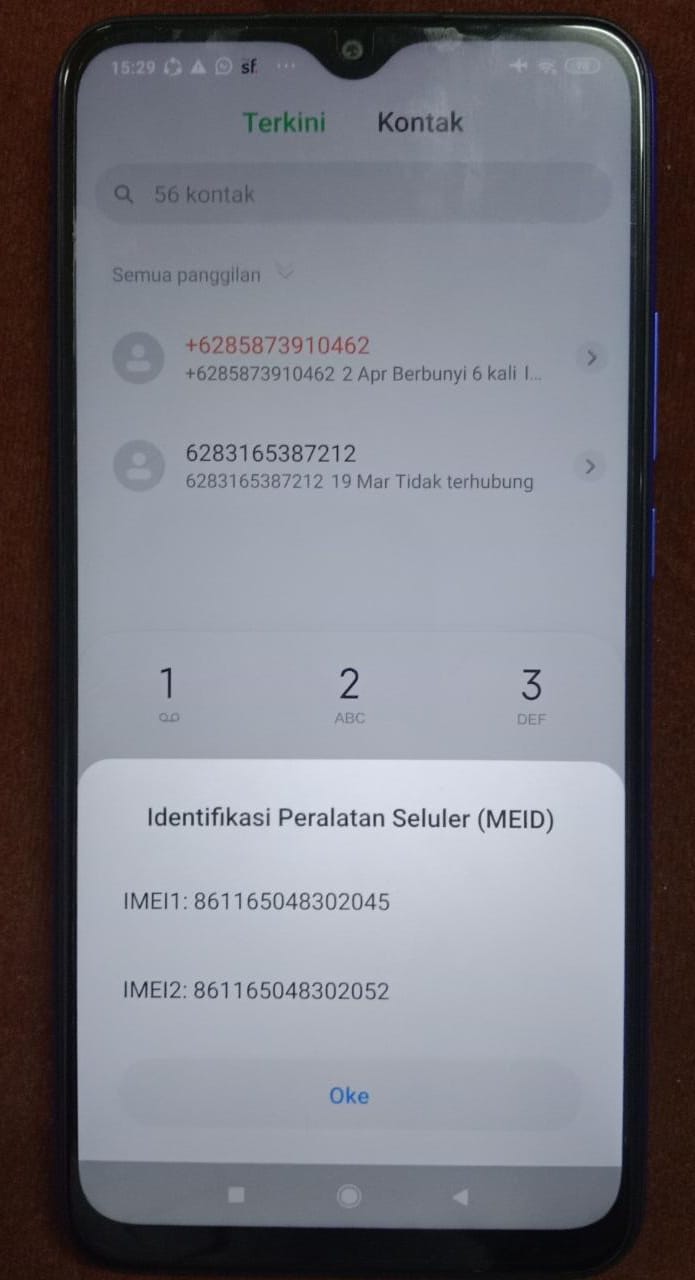 15:29 sf ...
Terkini Kontak
56 kontak
Semua panggilan
+6285873910462
+6285873910462 2 Apr Berbunyi 6 kali I...
6283165387212
6283165387212 19 Mar Tidak terhubung
1 2 3
ABC DEF
Identifikasi Peralatan Seluler (MEID)
IMEI1: 861165048302045
IMEI2: 861165048302052
Oke